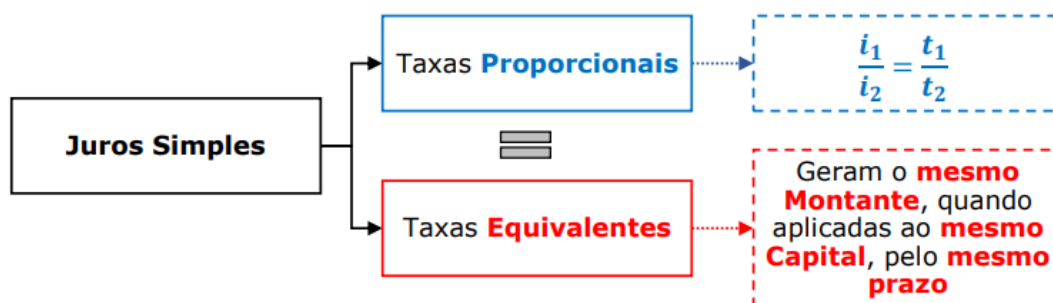 Juros Simples
Taxas Proporcionais
i₁/i₂ = t₁/t₂
=
Taxas Equivalentes
Geram o mesmo
Montante, quando
aplicadas ao mesmo
Capital, pelo mesmo
prazo